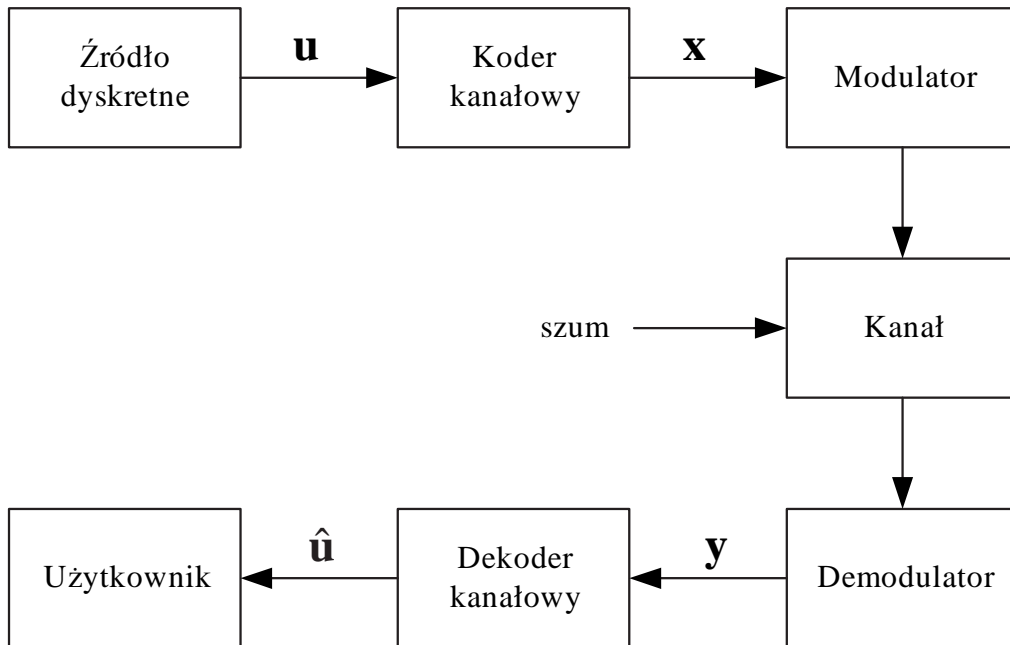 Źródło
dyskretne
u
Koder
kanałowy
x
Modulator
szum
Kanał
Użytkownik
û
Dekoder
kanałowy
y
Demodulator